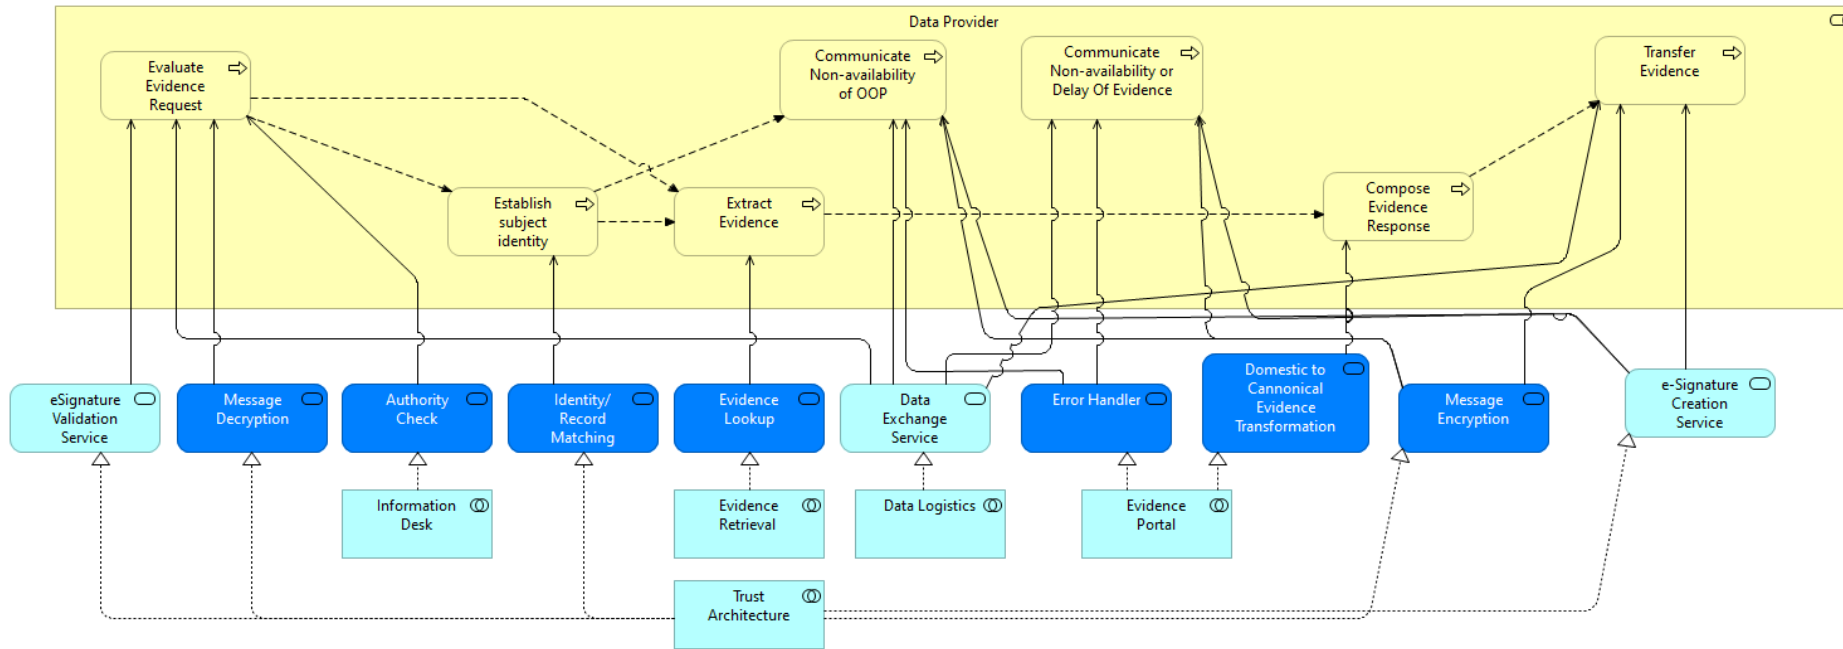 Data Provider
Evaluate
Evidence
Request
Communicate
Non-availability
of OOP
Communicate
Non-availability or
Delay Of Evidence
Transfer
Evidence
Establish
subject
identity
Extract
Evidence
Compose
Evidence
Response
eSignature
Validation
Service
Message
Decryption
Authority
Check
Identity/
Record
Matching
Evidence
Lookup
Data
Exchange
Service
Error Handler
Domestic to
Cannonical
Evidence
Transformation
Message
Encryption
e-Signature
Creation
Service
Information
Desk
Evidence
Retrieval
Data Logistics
Evidence
Portal
Trust
Architecture